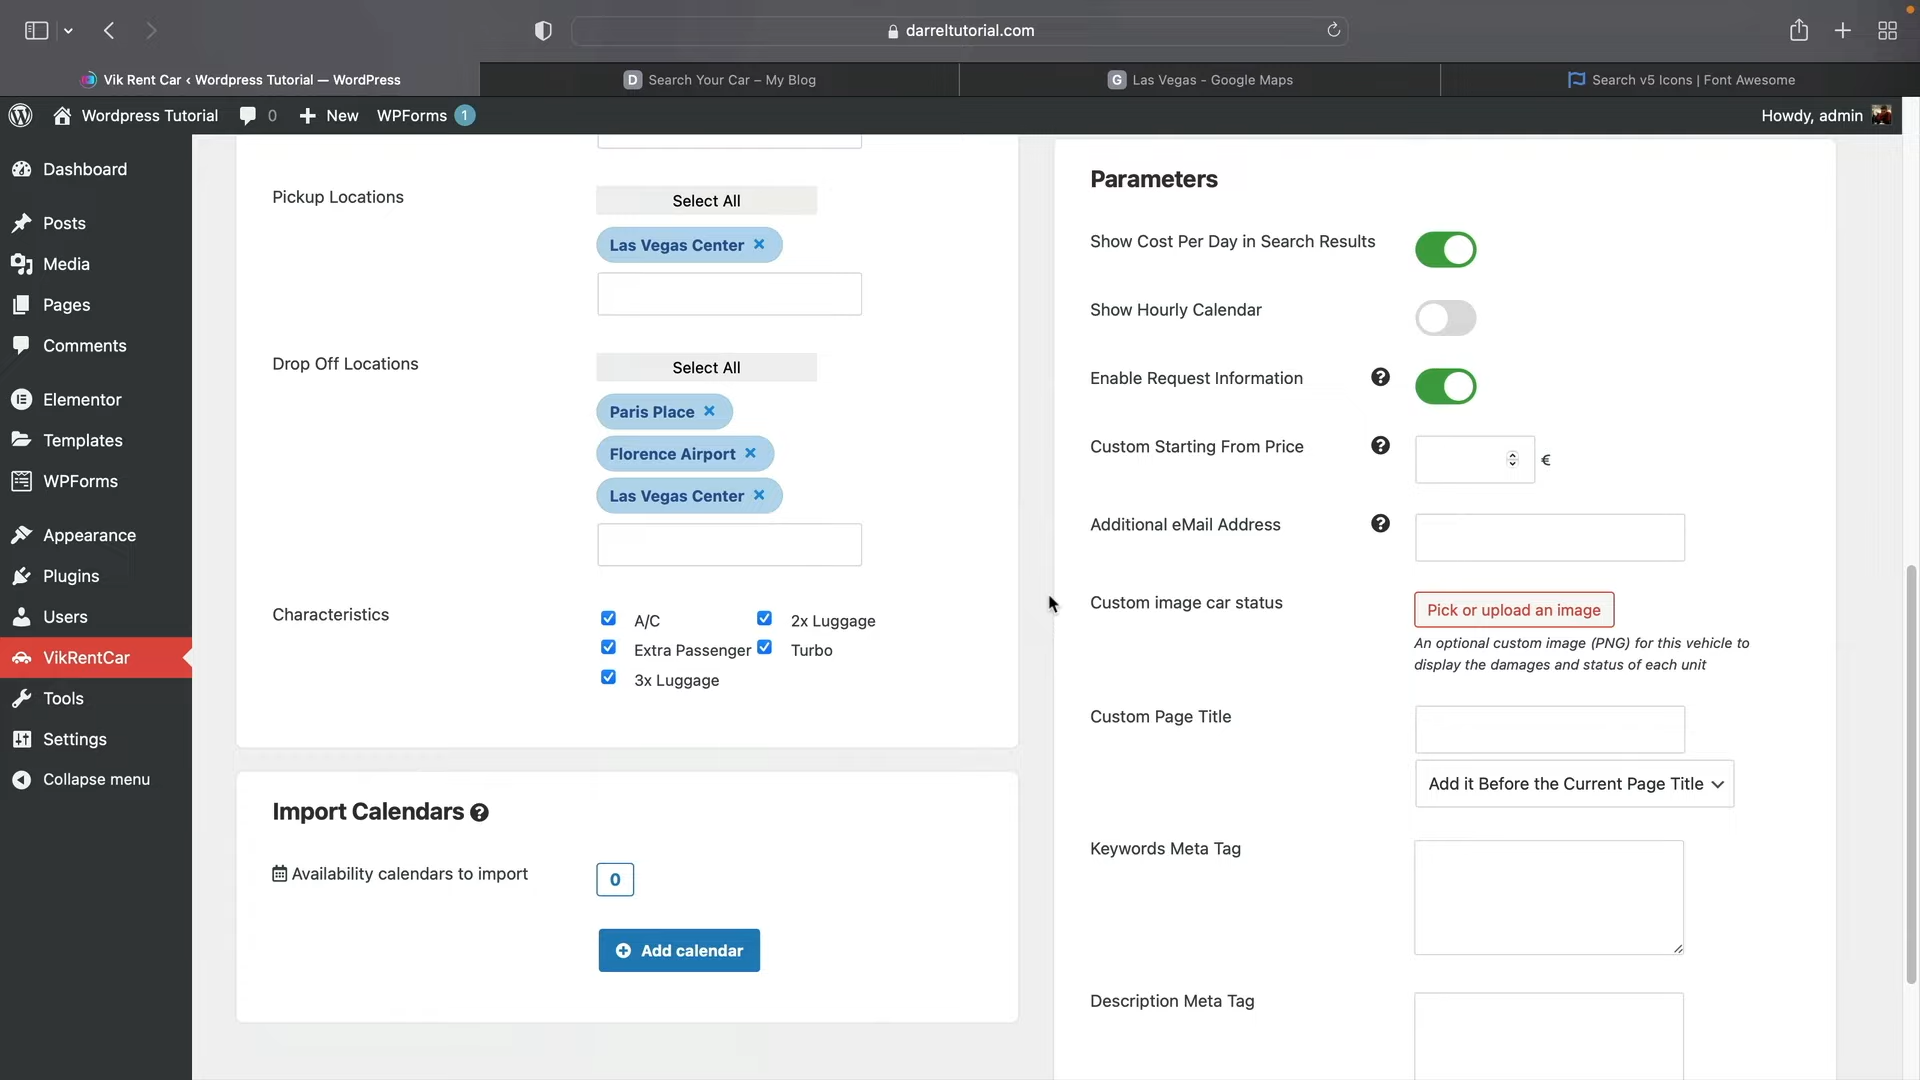 darreltutorial.com
Vik Rent Car ‹ Wordpress Tutorial — WordPress
D Search Your Car – My Blog
G Las Vegas - Google Maps
Search v5 Icons | Font Awesome
Wordpress Tutorial
0
New
WPForms 1
Howdy, admin
Dashboard
Posts
Media
Pages
Comments
Elementor
Templates
WPForms
Appearance
Plugins
Users
VikRentCar
Tools
Settings
Collapse menu
Pickup Locations
Select All
Las Vegas Center ×
Drop Off Locations
Select All
Paris Place ×
Florence Airport ×
Las Vegas Center ×
Characteristics
A/C
2x Luggage
Extra Passenger
Turbo
3x Luggage
Import Calendars ?
Availability calendars to import
0
Add calendar
Parameters
Show Cost Per Day in Search Results
Show Hourly Calendar
Enable Request Information ?
Custom Starting From Price ?
€
Additional eMail Address ?
Custom image car status
Pick or upload an image
An optional custom image (PNG) for this vehicle to
display the damages and status of each unit
Custom Page Title
Add it Before the Current Page Title
Keywords Meta Tag
Description Meta Tag